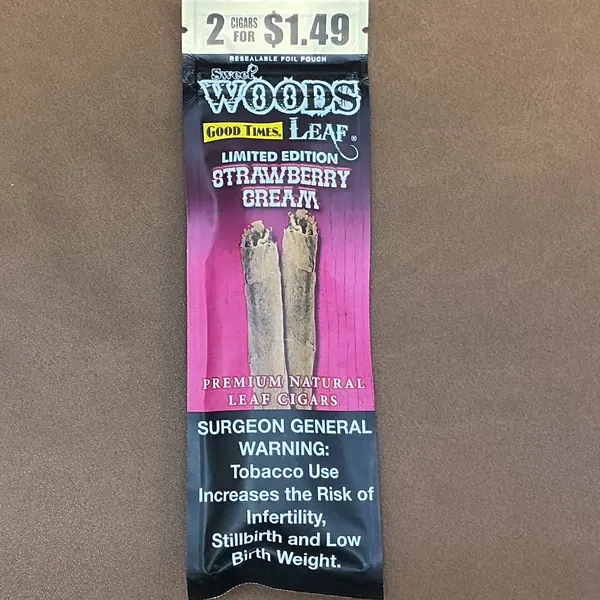 2 CIGARS FOR $1.49
RESEALABLE FOIL POUCH
Sweet
WOODS
GOOD TIMES. LEAF®
LIMITED EDITION
STRAWBERRY
CREAM
PREMIUM NATURAL
LEAF CIGARS
SURGEON GENERAL
WARNING:
Tobacco Use
Increases the Risk of
Infertility,
Stillbirth and Low
Birth Weight.